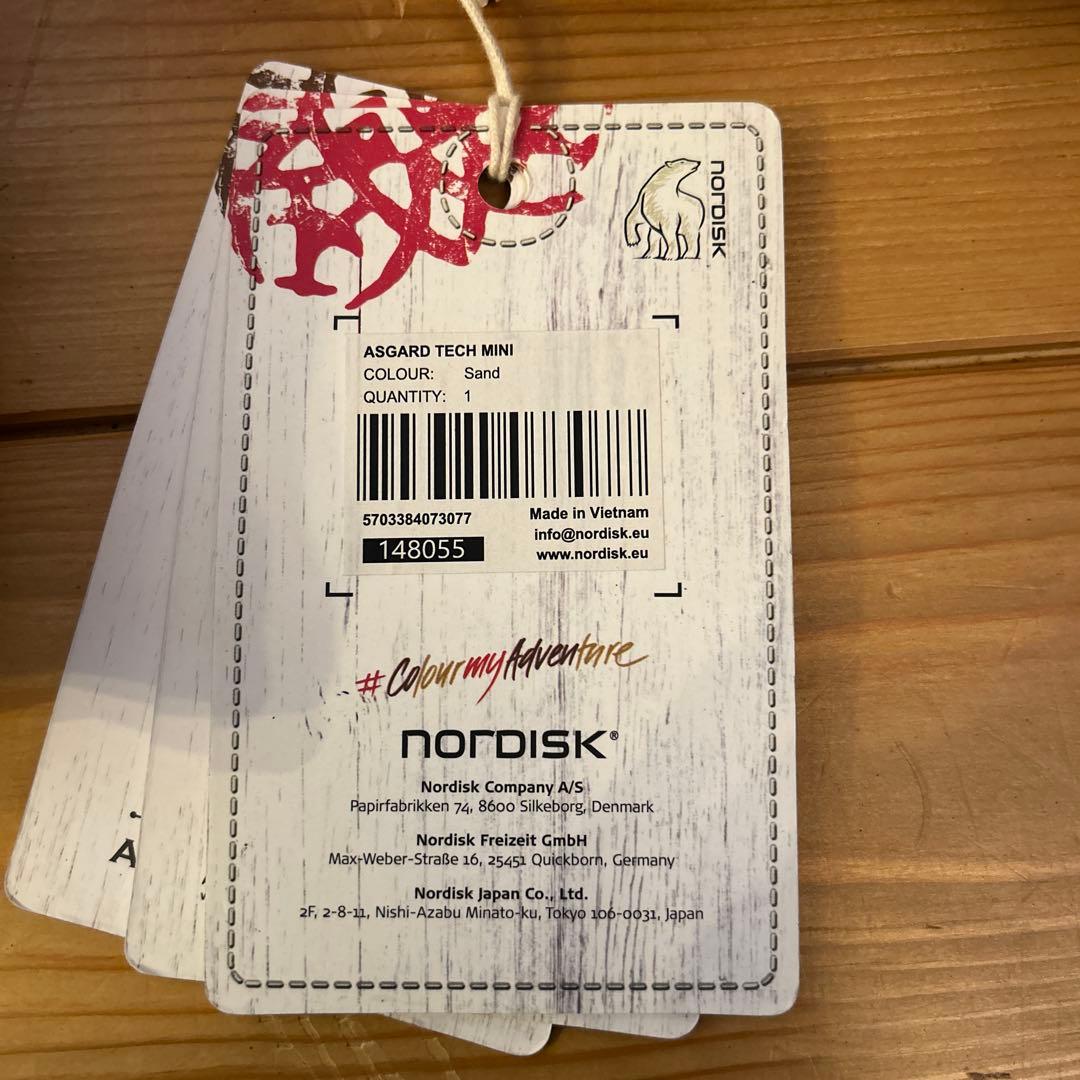 NORDISK
ASGARD TECH MINI
COLOUR: Sand
QUANTITY: 1
5703384073077
148055
Made in Vietnam
info@nordisk.eu
www.nordisk.eu
#ColourmyAdventure
NORDISK®
Nordisk Company A/S
Papirfabrikken 74, 8600 Silkeborg, Denmark
Nordisk Freizeit GmbH
Max-Weber-Straße 16, 25451 Quickborn, Germany
Nordisk Japan Co., Ltd.
2F, 2-8-11, Nishi-Azabu Minato-ku, Tokyo 106-0031, Japan
A